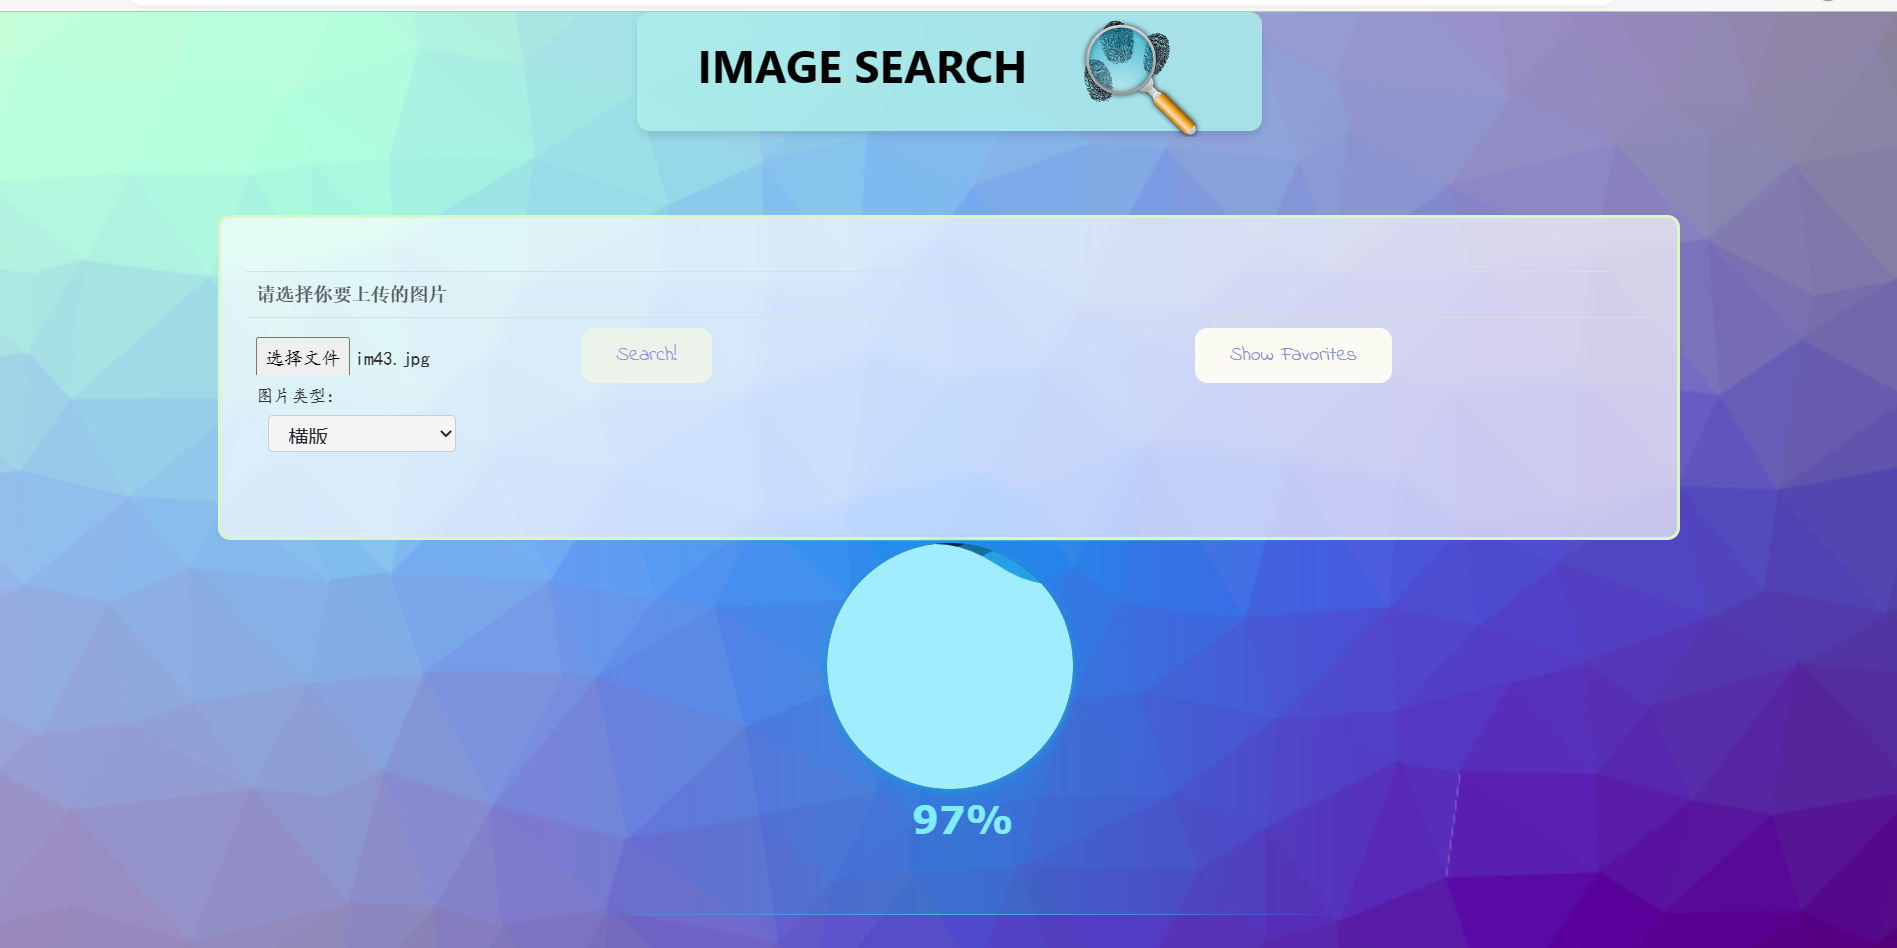 IMAGE SEARCH
请选择你要上传的图片
选择文件 im43.jpg
Search!
Show Favorites
图片类型：
横版
97%